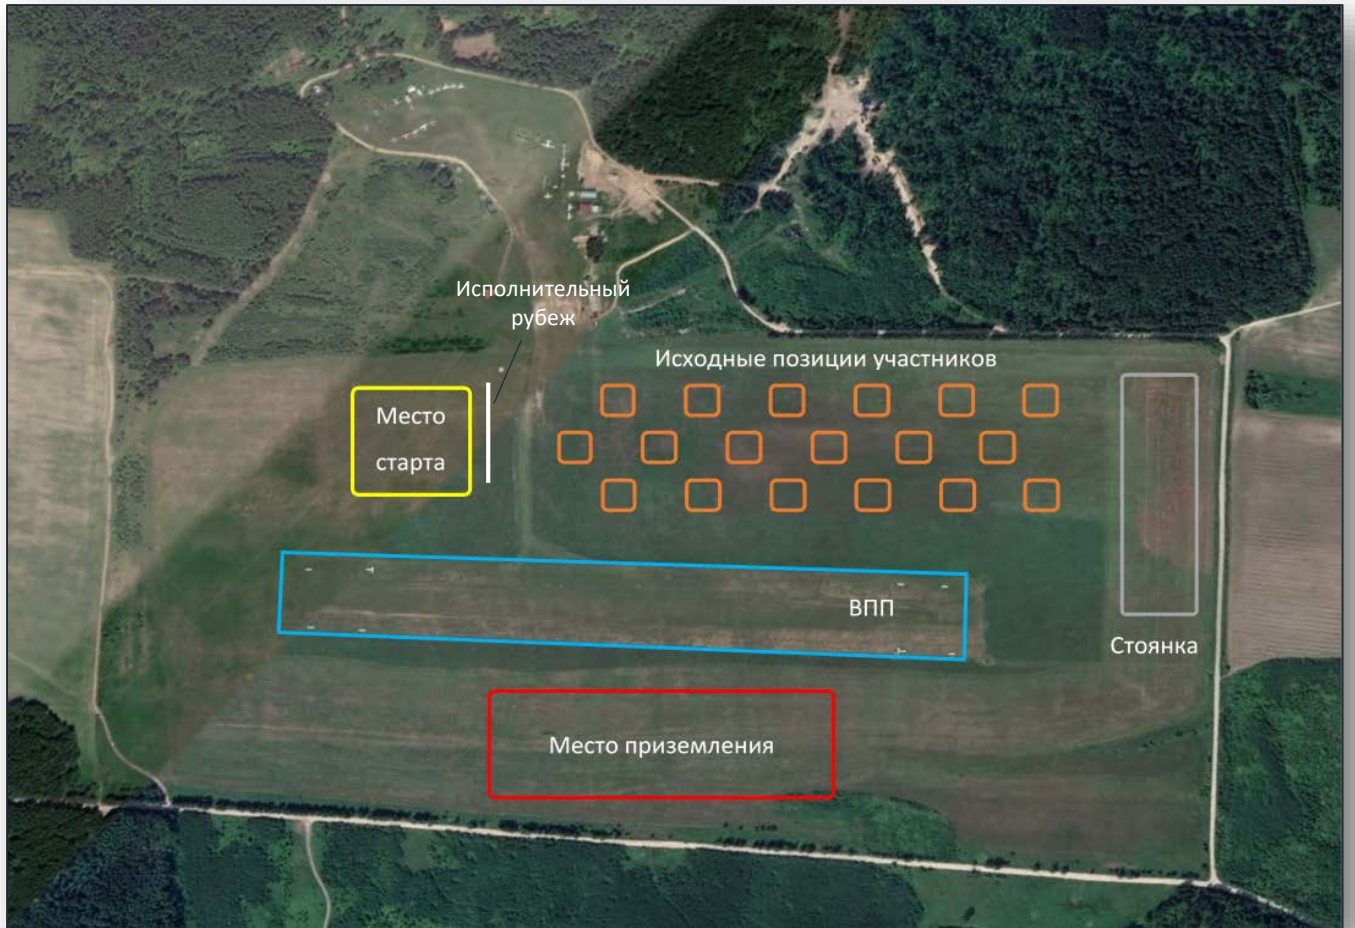 Исполнительный
рубеж
Исходные позиции участников
Место
старта
ВПП
Стоянка
Место приземления